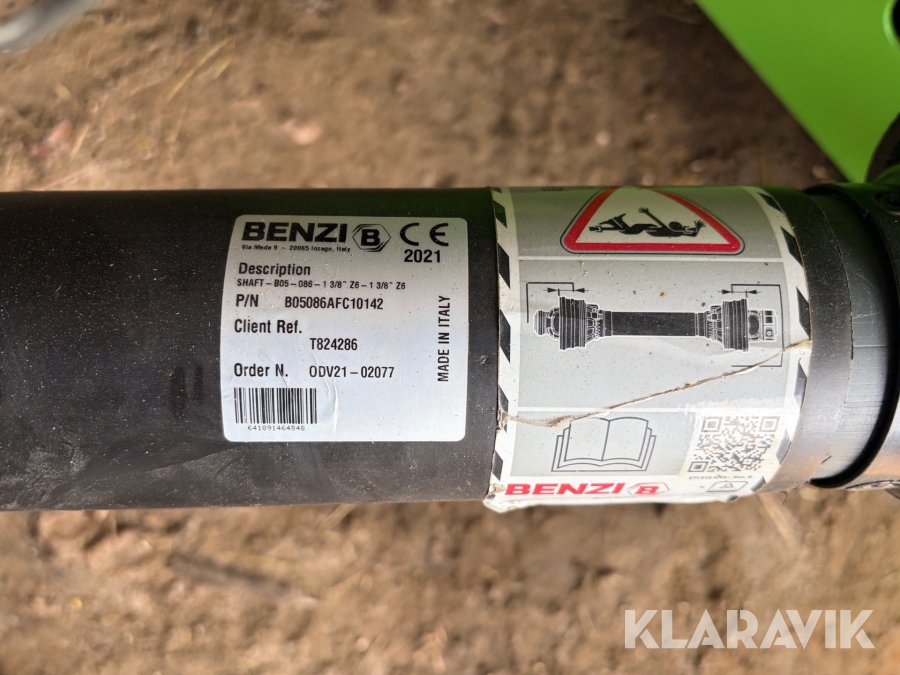 BENZI B CE
Via Meda 9 - 20065 Inzago, Italy
2021
Description
SHAFT-B05-086-1 3/8" Z6-1 3/8" Z6
P/N B05086AFC10142
Client Ref.
T824286
Order N. ODV21-02077
641891464848
MADE IN ITALY
BENZI B
KLARAVIK